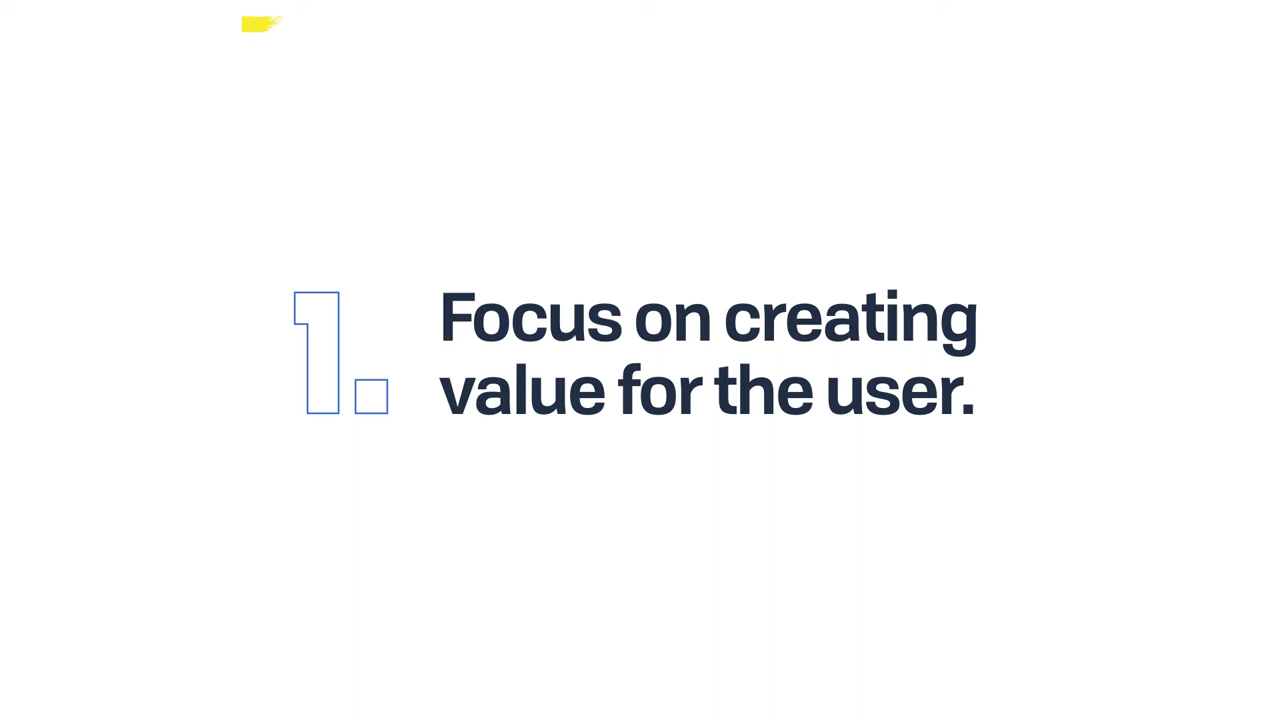 1. Focus on creating
value for the user.